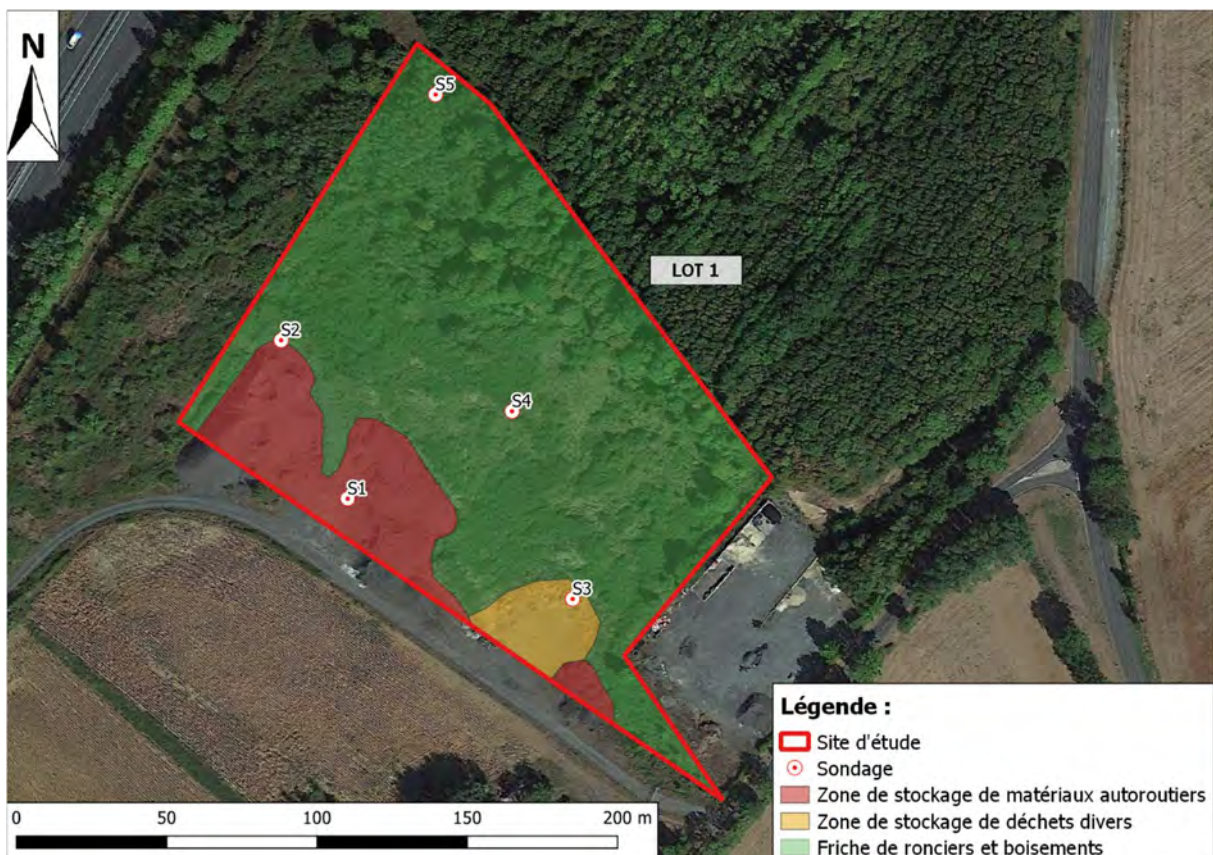 N
S5
LOT 1
S2
S4
S1
S3
Légende :
Site d'étude
Sondage
Zone de stockage de matériaux autoroutiers
Zone de stockage de déchets divers
Friche de ronciers et boisements
0 50 100 150 200 m